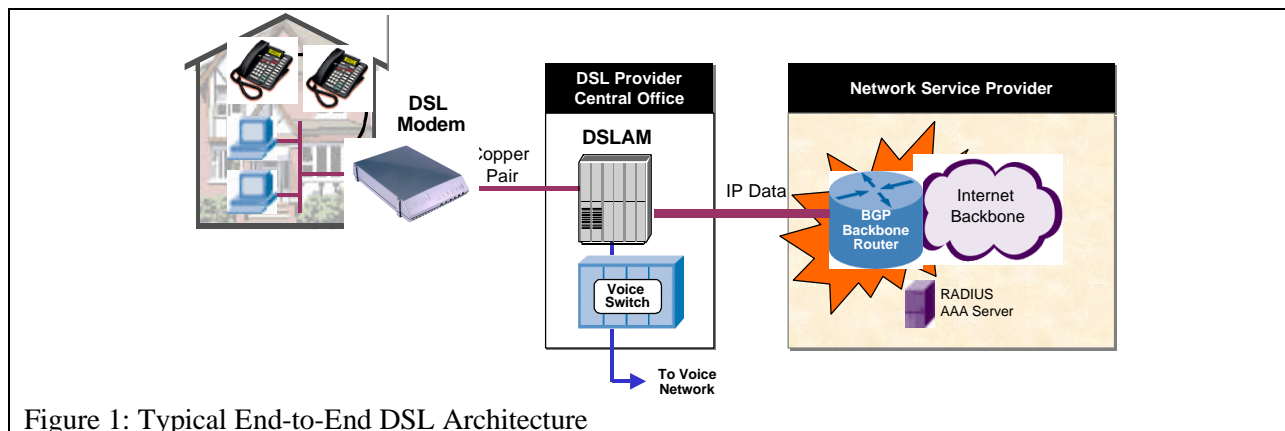 DSL
Modem
Copper
Pair
DSL Provider
Central Office
DSLAM
Voice
Switch
To Voice
Network
IP Data
Network Service Provider
BGP
Backbone
Router
Internet
Backbone
RADIUS
AAA Server
Figure 1: Typical End-to-End DSL Architecture